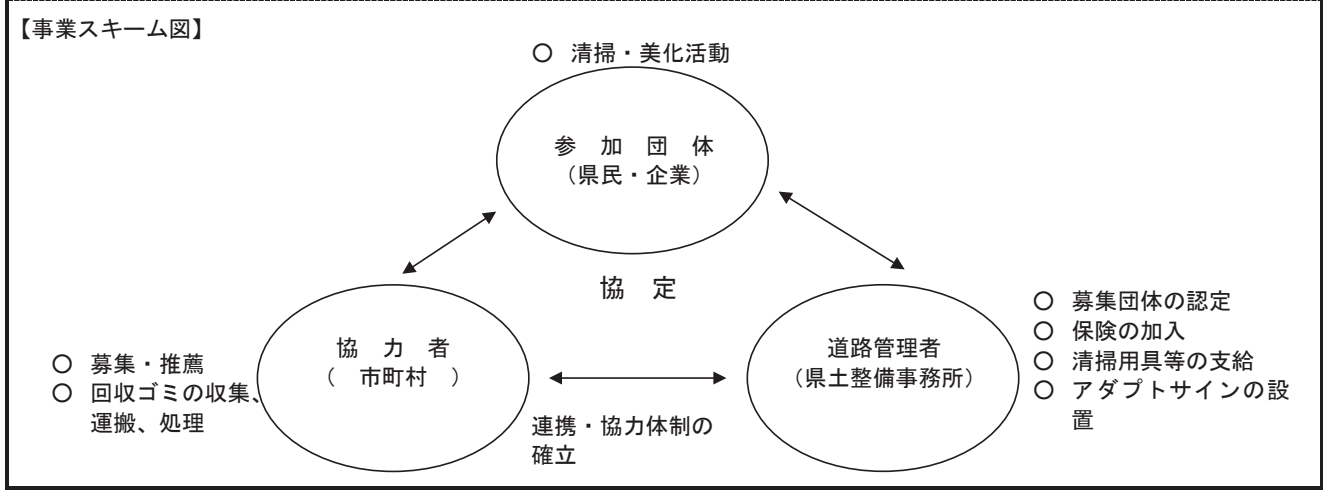 【事業スキーム図】
○ 清掃・美化活動
参 加 団 体
（県民・企業）
協 定
協 力 者
（ 市町村 ）
○ 募集・推薦
○ 回収ゴミの収集、
運搬、処理
連携・協力体制の
確立
道路管理者
（県土整備事務所）
○ 募集団体の認定
○ 保険の加入
○ 清掃用具等の支給
○ アダプトサインの設
置